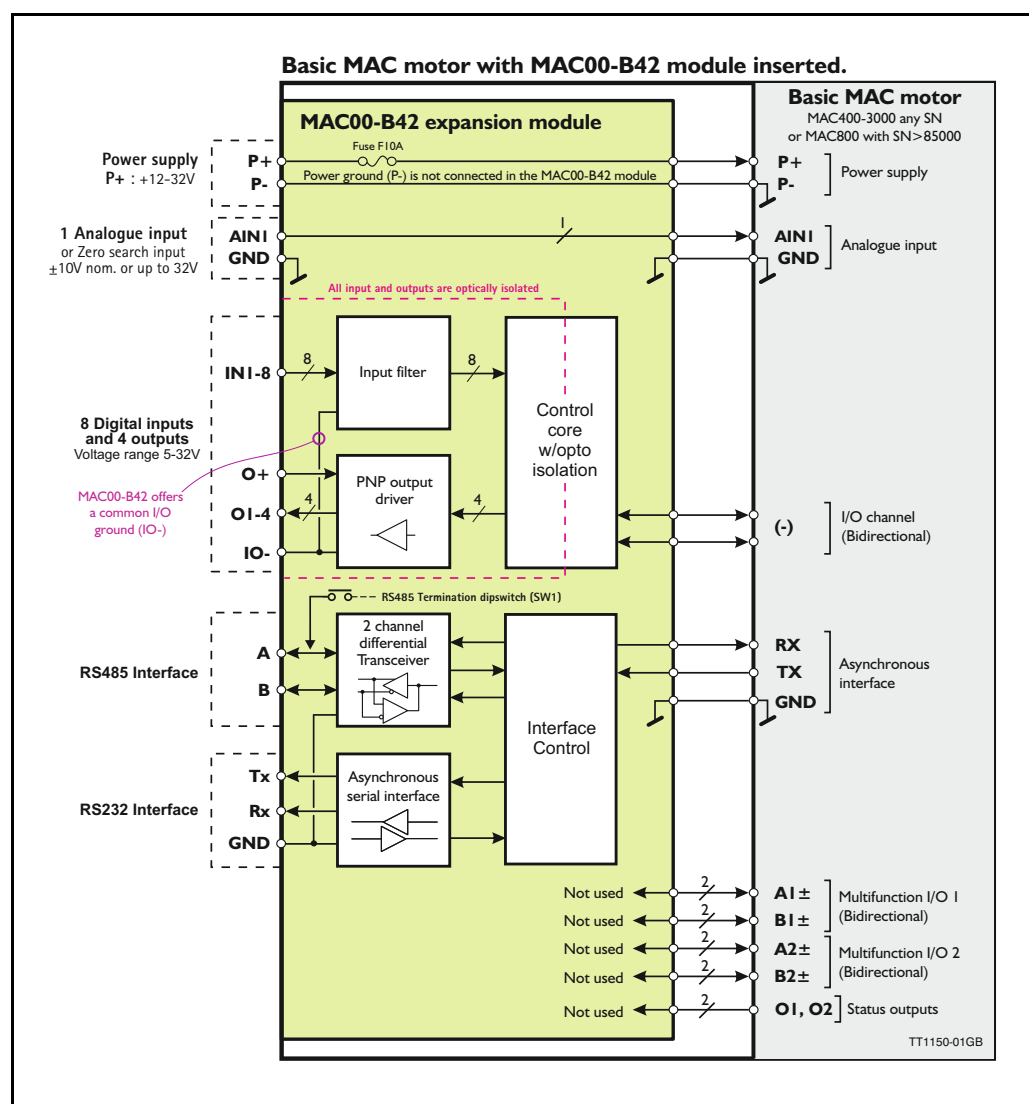 Basic MAC motor with MAC00-B42 module inserted.
Basic MAC motor
MAC400-3000 any SN
or MAC800 with SN>85000
MAC00-B42 expansion module
Fuse F10A
Power supply
P+ : +12-32V
P+
P-
Power ground (P-) is not connected in the MAC00-B42 module
P+
P-
Power supply
1 Analogue input
or Zero search input
±10V nom. or up to 32V
AIN1
GND
1
AIN1
GND
Analogue input
All input and outputs are optically isolated
IN1-8
8
Input filter
8
Control
core
w/opto
isolation
8 Digital inputs
and 4 outputs
Voltage range 5-32V
MAC00-B42 offers
a common I/O
ground (IO-)
O+
O1-4
IO-
4
PNP output
driver
4
(-)
I/O channel
(Bidirectional)
RS485 Termination dipswitch (SW1)
RS485 Interface
A
B
2 channel
differential
Transceiver
Interface
Control
RX
TX
GND
Asynchronous
interface
RS232 Interface
Tx
Rx
GND
Asynchronous
serial interface
Not used
2
A1±
Not used
2
B1±
Multifunction I/O 1
(Bidirectional)
Not used
2
A2±
Not used
2
B2±
Multifunction I/O 2
(Bidirectional)
Not used
2
O1, O2
Status outputs
TT1150-01GB